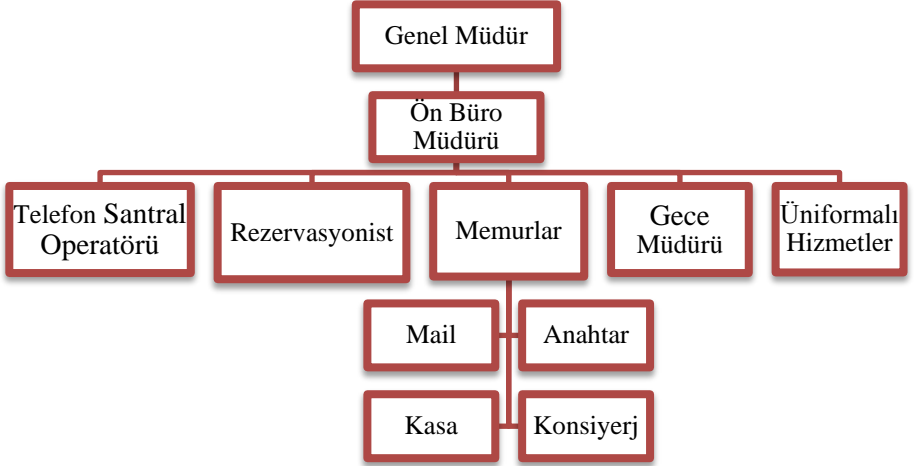 Genel Müdür
Ön Büro
Müdürü
Telefon Santral
Operatörü
Rezervasyonist
Memurlar
Gece
Müdürü
Üniformalı
Hizmetler
Mail
Anahtar
Kasa
Konsiyerj